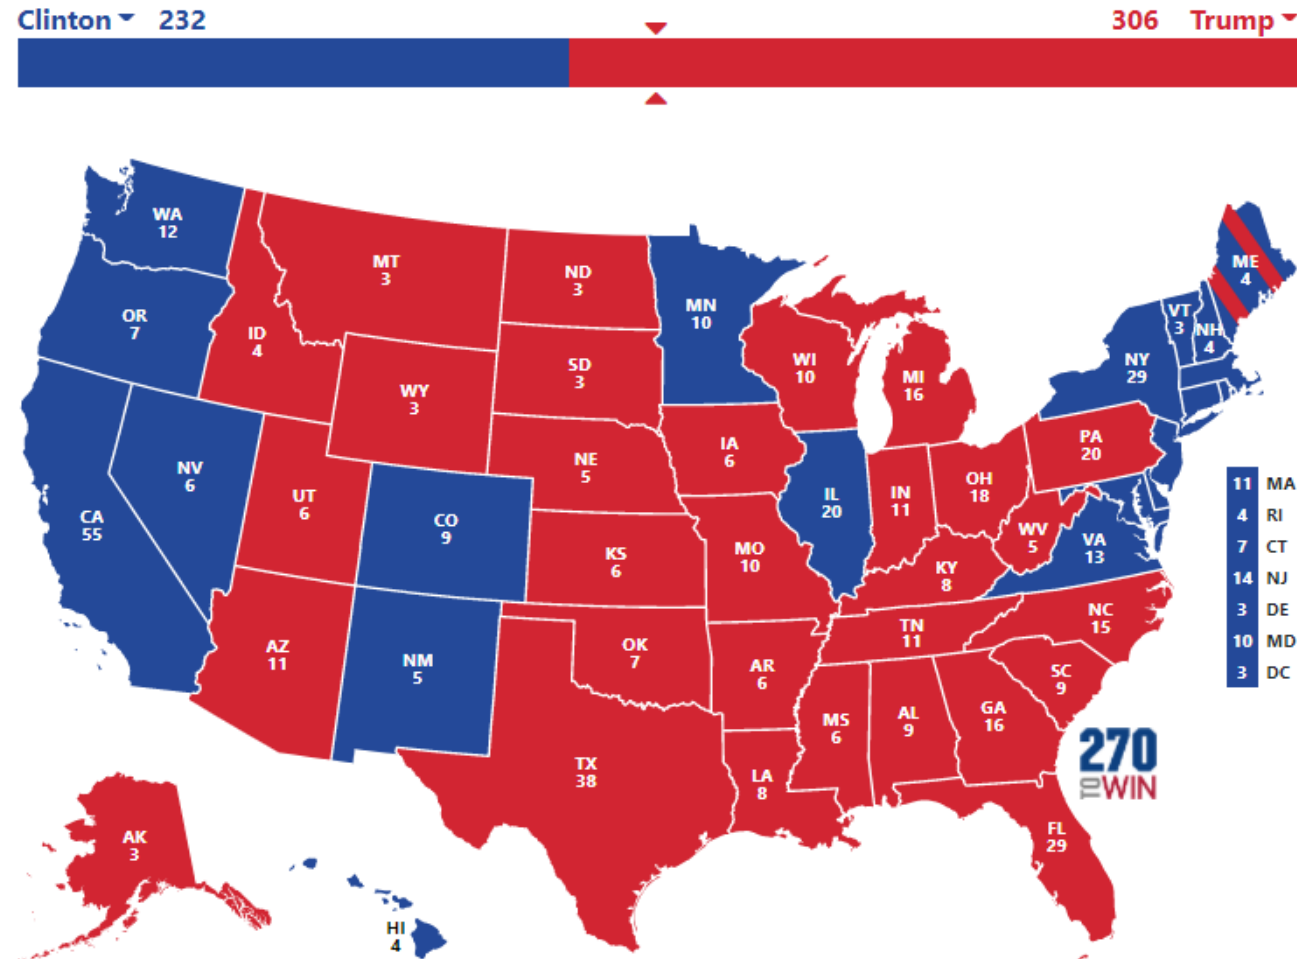 Clinton 232
306 Trump
WA
12
MT
3
ND
3
MN
10
ME
4
OR
7
ID
4
VT
3
NH
4
SD
3
WI
10
NY
29
MI
16
WY
3
PA
20
IA
6
NE
5
NV
6
UT
6
OH
18
IL
20
IN
11
11 MA
4 RI
7 CT
14 NJ
3 DE
10 MD
3 DC
CA
55
CO
9
WV
5
VA
13
KS
6
MO
10
KY
8
NC
15
TN
11
AZ
11
NM
5
OK
7
AR
6
SC
9
MS
6
AL
9
GA
16
270
TO WIN
TX
38
LA
8
AK
3
FL
29
HI
4